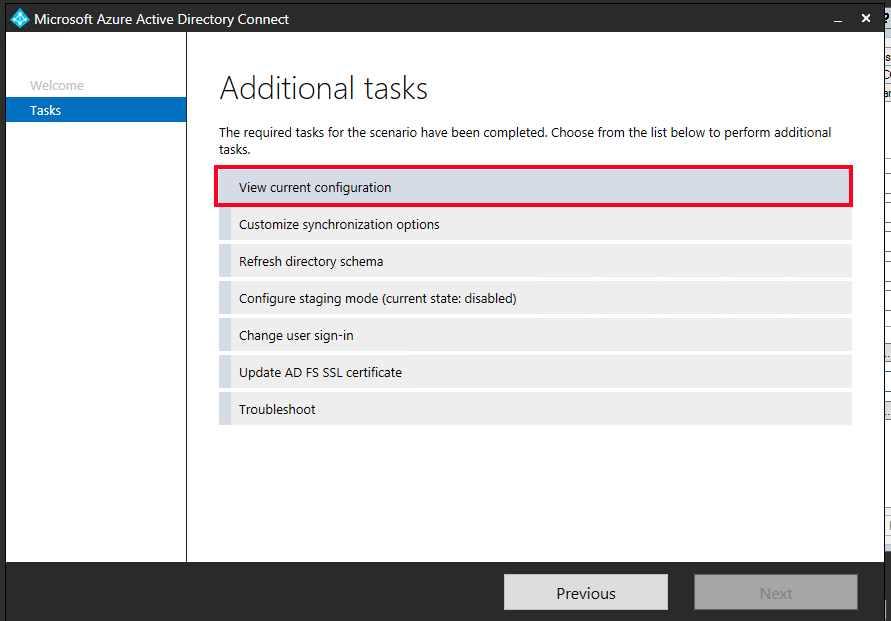 Microsoft Azure Active Directory Connect
Welcome
Tasks
Additional tasks
The required tasks for the scenario have been completed. Choose from the list below to perform additional
tasks.
View current configuration
Customize synchronization options
Refresh directory schema
Configure staging mode (current state: disabled)
Change user sign-in
Update AD FS SSL certificate
Troubleshoot
Previous
Next